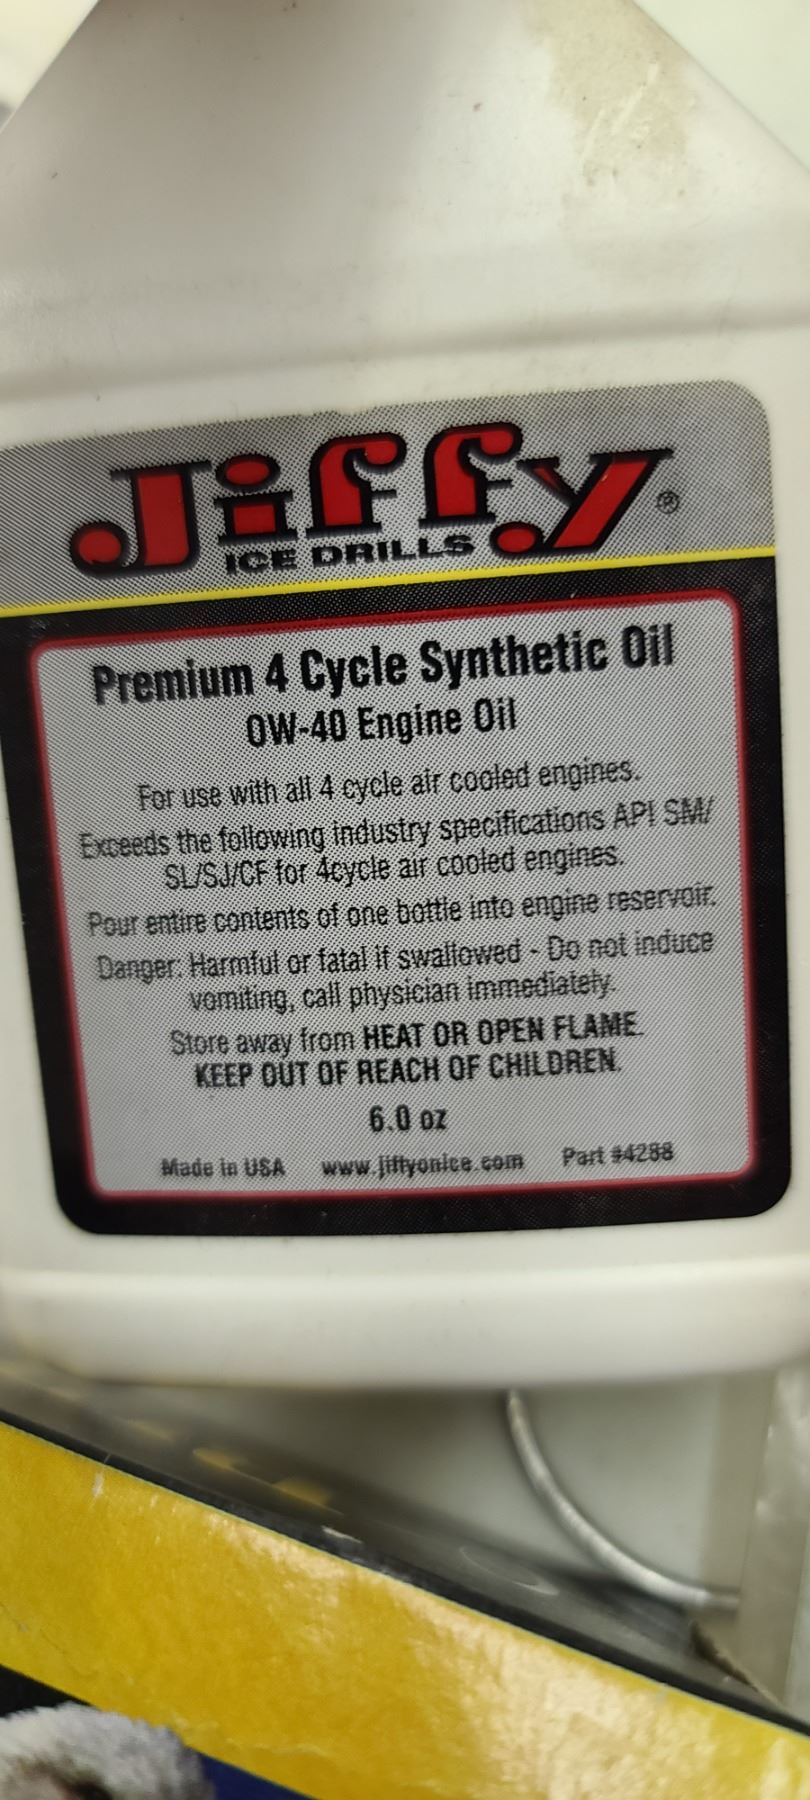 Jiffy®
ICE DRILLS
Premium 4 Cycle Synthetic Oil
0W-40 Engine Oil
For use with all 4 cycle air cooled engines.
Exceeds the following industry specifications API SM/
SL/SJ/CF for 4cycle air cooled engines.
Pour entire contents of one bottle into engine reservoir.
Danger: Harmful or fatal if swallowed - Do not induce
vomiting, call physician immediately.
Store away from HEAT OR OPEN FLAME.
KEEP OUT OF REACH OF CHILDREN.
6.0 oz
Made in USA www.jiffyonice.com Part #4288